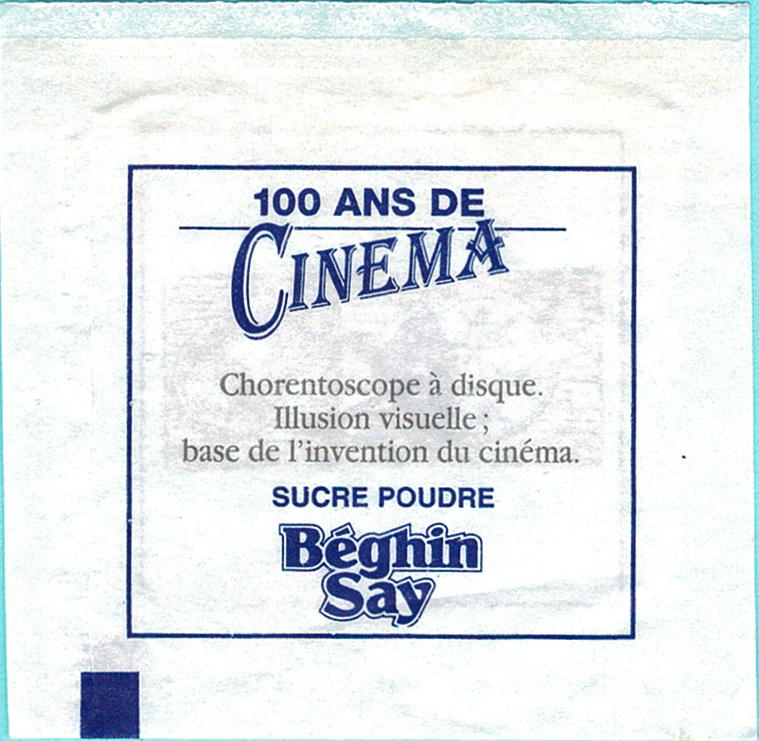 100 ANS DE
CINEMA
Chorentoscope à disque.
Illusion visuelle ;
base de l'invention du cinéma.
SUCRE POUDRE
Béghin
Say